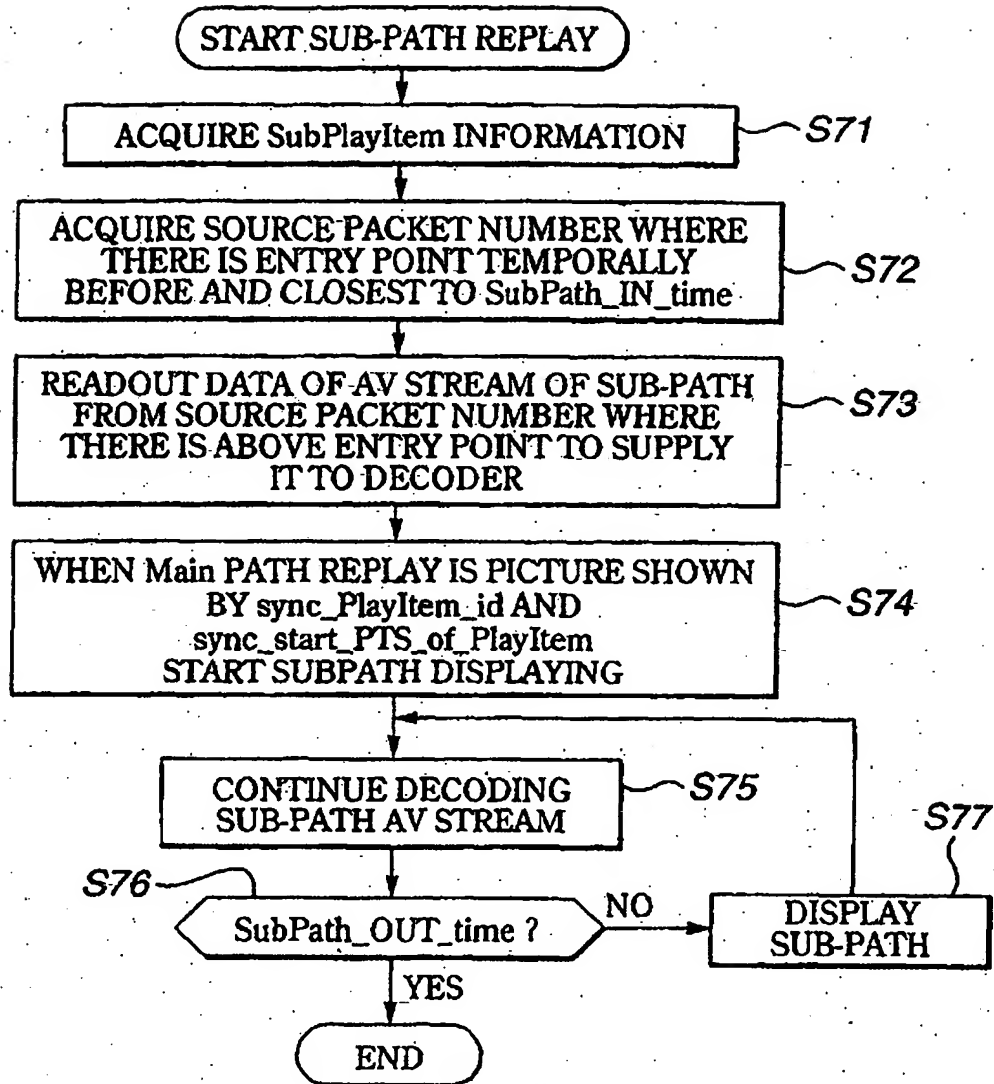 START SUB-PATH REPLAY
ACQUIRE SubPlayItem INFORMATION
S71
ACQUIRE SOURCE PACKET NUMBER WHERE
THERE IS ENTRY POINT TEMPORALLY
BEFORE AND CLOSEST TO SubPath_IN_time
S72
READOUT DATA OF AV STREAM OF SUB-PATH
FROM SOURCE PACKET NUMBER WHERE
THERE IS ABOVE ENTRY POINT TO SUPPLY
IT TO DECODER
S73
WHEN Main PATH REPLAY IS PICTURE SHOWN
BY sync_PlayItem_id AND
sync_start_PTS_of_PlayItem
START SUBPATH DISPLAYING
S74
CONTINUE DECODING
SUB-PATH AV STREAM
S75
S76
SubPath_OUT_time ?
NO
S77
DISPLAY
SUB-PATH
YES
END